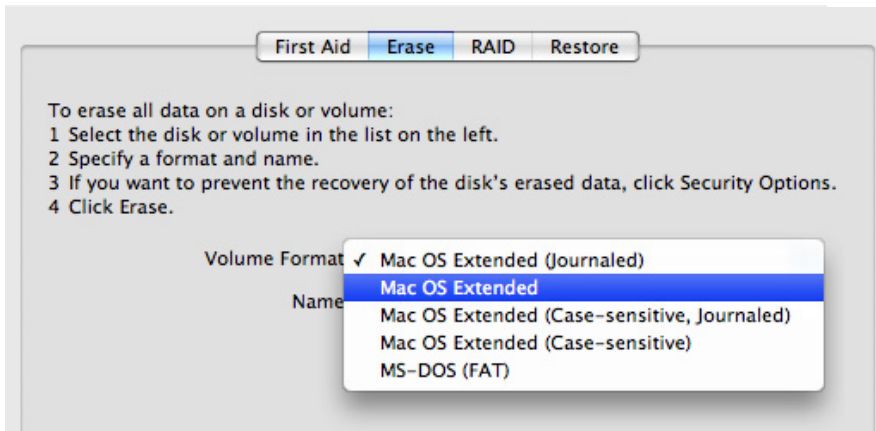 First Aid Erase RAID Restore
To erase all data on a disk or volume:
1 Select the disk or volume in the list on the left.
2 Specify a format and name.
3 If you want to prevent the recovery of the disk's erased data, click Security Options.
4 Click Erase.
Volume Format ✓ Mac OS Extended (Journaled)
Name Mac OS Extended
Mac OS Extended (Case-sensitive, Journaled)
Mac OS Extended (Case-sensitive)
MS-DOS (FAT)